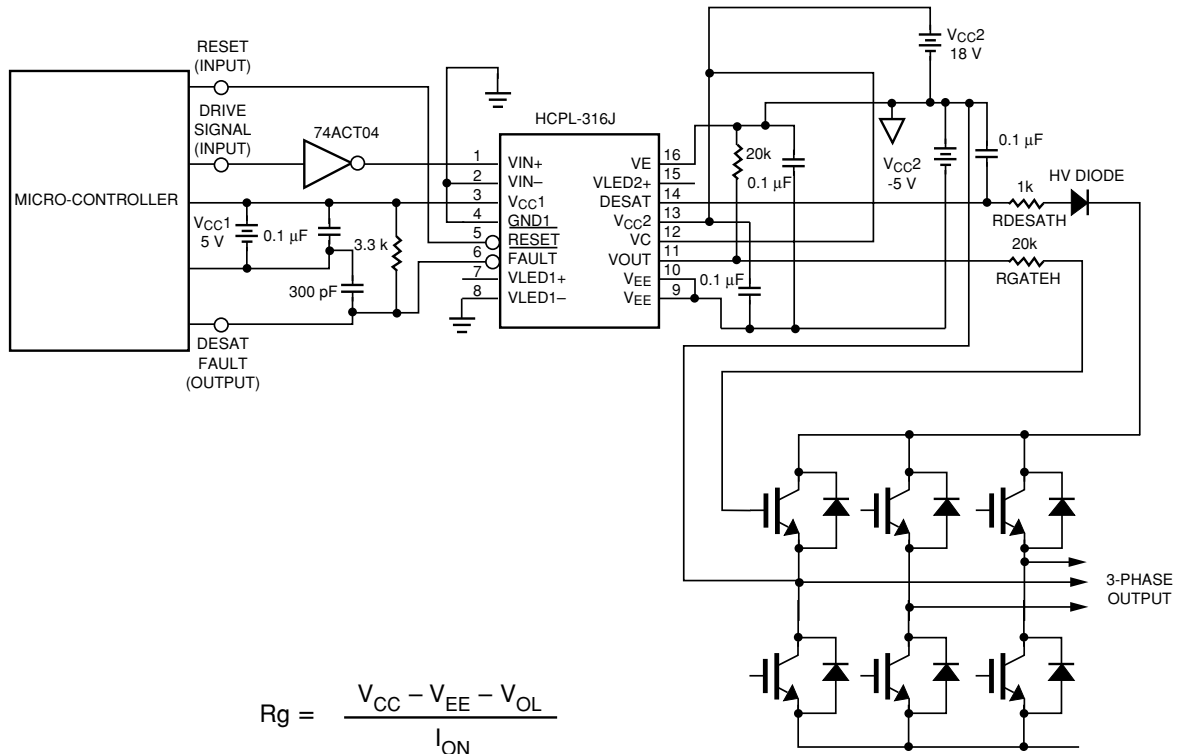 RESET
(INPUT)
DRIVE
SIGNAL
(INPUT)
74ACT04
MICRO-CONTROLLER
VCC1
5 V
0.1 μF
3.3 k
300 pF
DESAT
FAULT
(OUTPUT)
HCPL-316J
1 VIN+
2 VIN–
3 VCC1
4 GND1
5 RESET
6 FAULT
7 VLED1+
8 VLED1–
VE 16
VLED2+ 15
DESAT 14
VCC2 13
VC 12
VOUT 11
VEE 10
VEE 9
20k
0.1 μF
0.1 μF
VCC2
18 V
VCC2
-5 V
0.1 μF
HV DIODE
1k
RDESATH
20k
RGATEH
3-PHASE
OUTPUT
Rg = VCC – VEE – VOL
ION